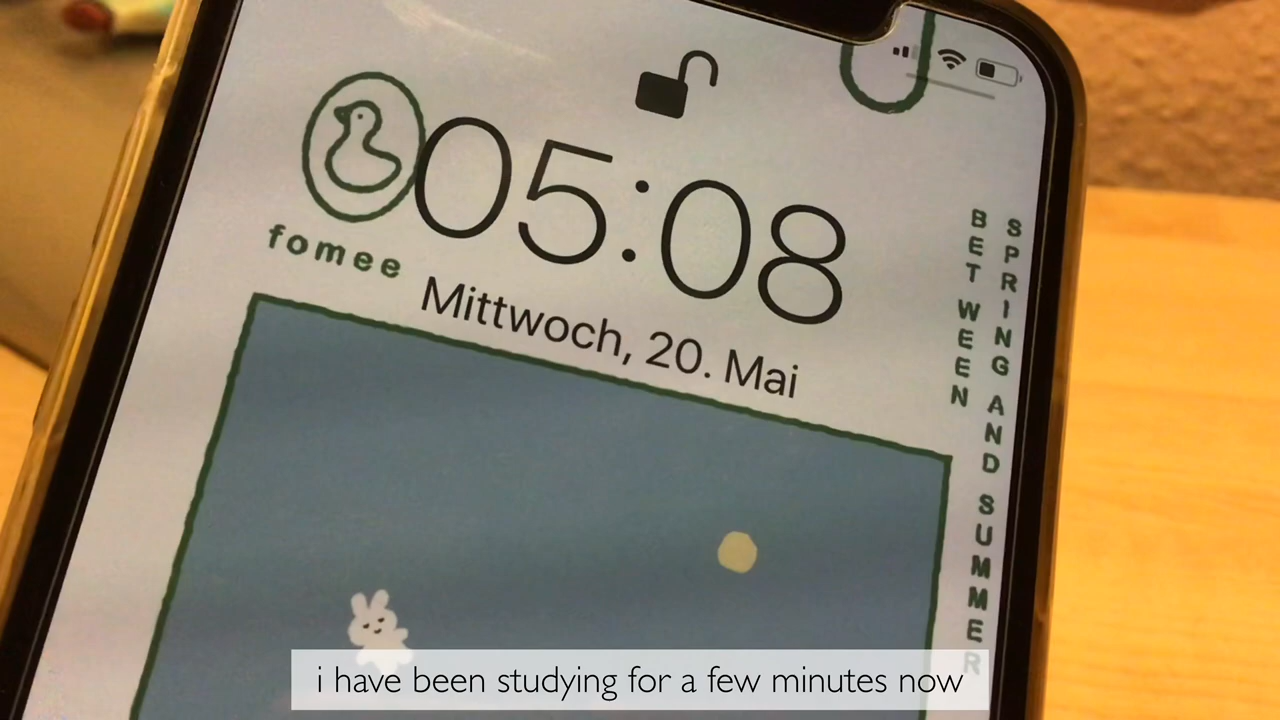 05:08
fomee
Mittwoch, 20. Mai
BETWEEN
SPRING AND SUMMER
i have been studying for a few minutes now